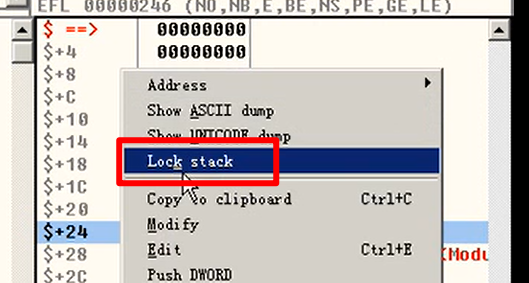 EFL 00000246 (NO,NB,E,BE,NS,PE,GE,LE)
$ ==> 00000000
$+4 00000000
$+8
$+C
$+10
$+14
$+18
$+1C
$+20
$+24
$+28
$+2C
Address
Show ASCII dump
Show UNICODE dump
Lock stack
Copy to clipboard Ctrl+C
Modify
Edit Ctrl+E
Push DWORD
(Modu